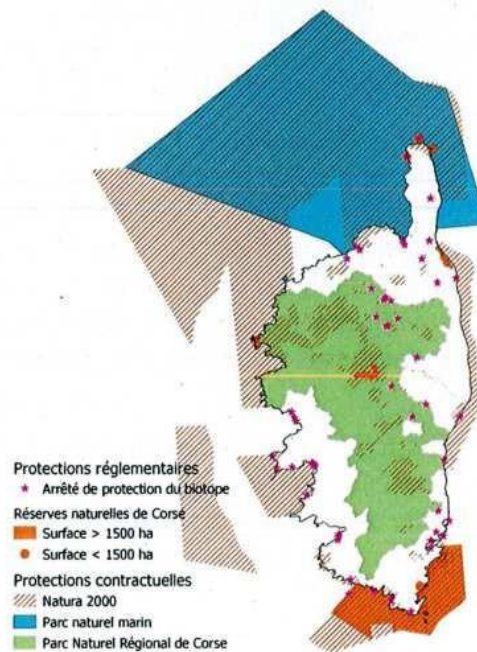 Protections réglementaires
Arrêté de protection du biotope
Réserves naturelles de Corse
Surface > 1500 ha
Surface < 1500 ha
Protections contractuelles
Natura 2000
Parc naturel marin
Parc Naturel Régional de Corse